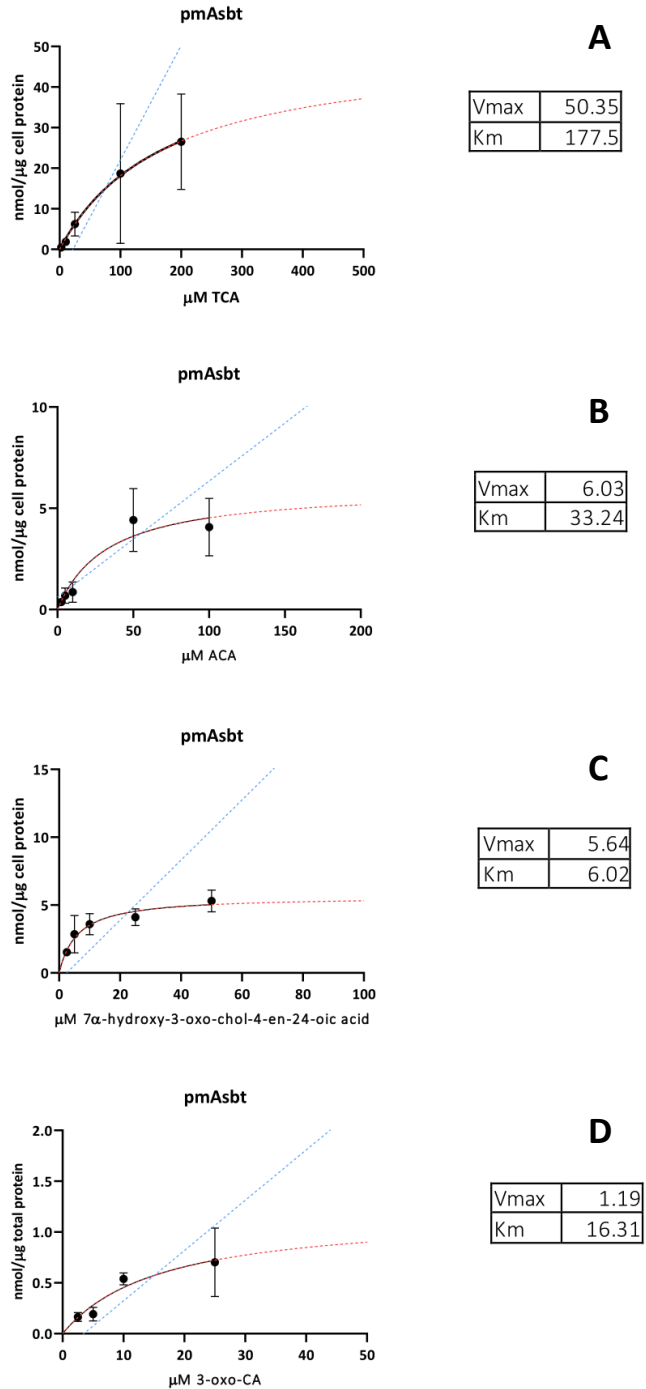 pmAsbt
A
50
40
30
20
10
0
nmol/µg cell protein
0 100 200 300 400 500
µM TCA
Vmax 50.35
Km 177.5
pmAsbt
B
10
5
0
nmol/µg cell protein
0 50 100 150 200
µM ACA
Vmax 6.03
Km 33.24
pmAsbt
C
15
10
5
0
nmol/µg cell protein
0 20 40 60 80 100
µM 7α-hydroxy-3-oxo-chol-4-en-24-oic acid
Vmax 5.64
Km 6.02
pmAsbt
D
2.0
1.5
1.0
0.5
0.0
nmol/µg total protein
0 10 20 30 40 50
µM 3-oxo-CA
Vmax 1.19
Km 16.31